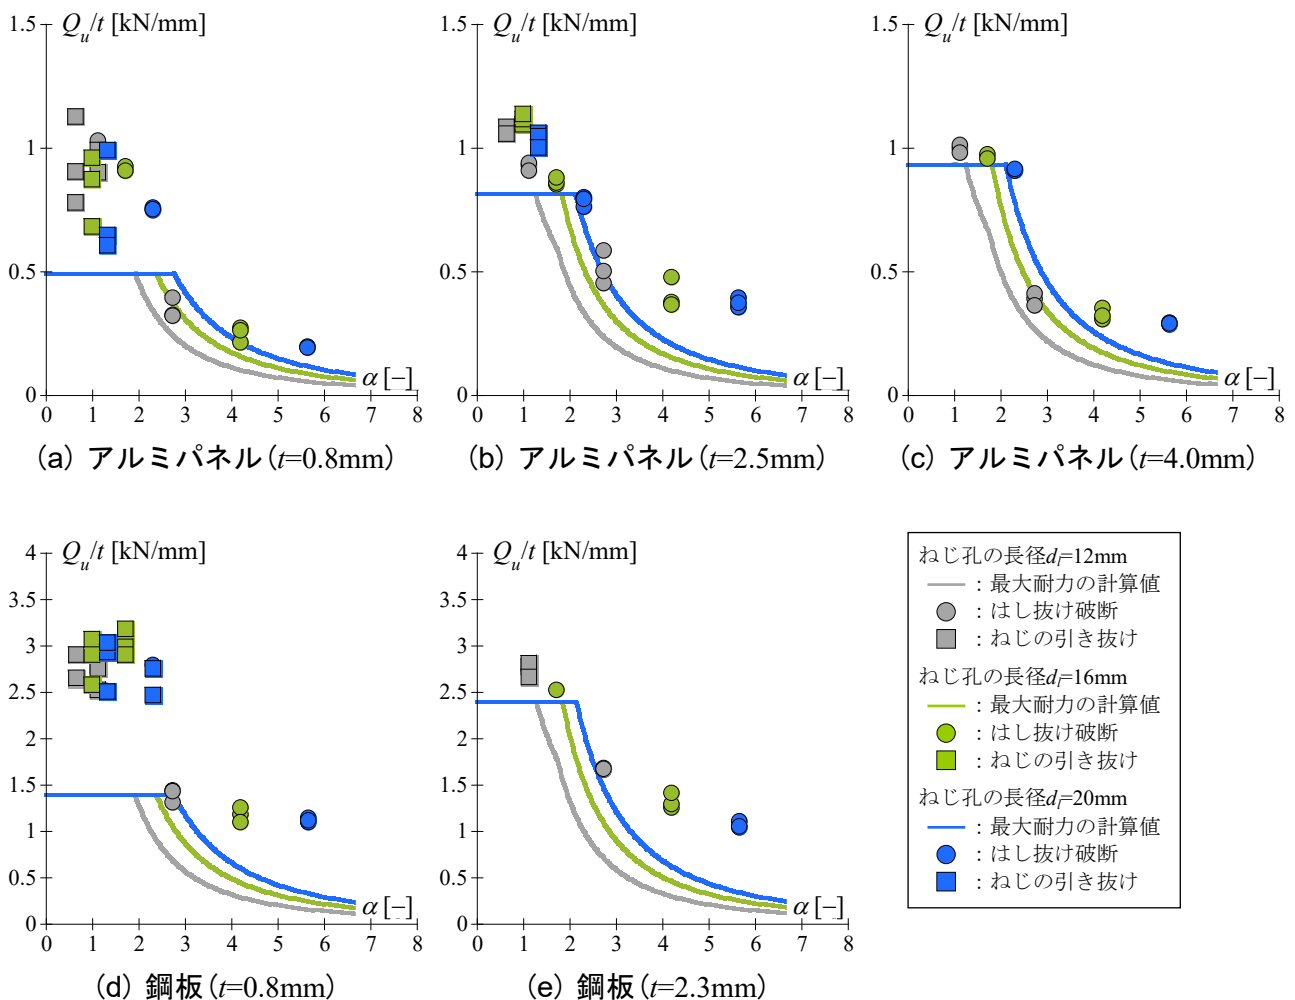 Q_u/t [kN/mm]
1.5
1
0.5
0
0 1 2 3 4 5 6 7 8
α [−]
(a) アルミパネル(t=0.8mm)
Q_u/t [kN/mm]
1.5
1
0.5
0
0 1 2 3 4 5 6 7 8
α [−]
(b) アルミパネル(t=2.5mm)
Q_u/t [kN/mm]
1.5
1
0.5
0
0 1 2 3 4 5 6 7 8
α [−]
(c) アルミパネル(t=4.0mm)
Q_u/t [kN/mm]
4
3.5
3
2.5
2
1.5
1
0.5
0
0 1 2 3 4 5 6 7 8
α [−]
(d) 鋼板(t=0.8mm)
Q_u/t [kN/mm]
4
3.5
3
2.5
2
1.5
1
0.5
0
0 1 2 3 4 5 6 7 8
α [−]
(e) 鋼板(t=2.3mm)
ねじ孔の長径d_l=12mm
：最大耐力の計算値
：はし抜け破断
：ねじの引き抜け
ねじ孔の長径d_l=16mm
：最大耐力の計算値
：はし抜け破断
：ねじの引き抜け
ねじ孔の長径d_l=20mm
：最大耐力の計算値
：はし抜け破断
：ねじの引き抜け